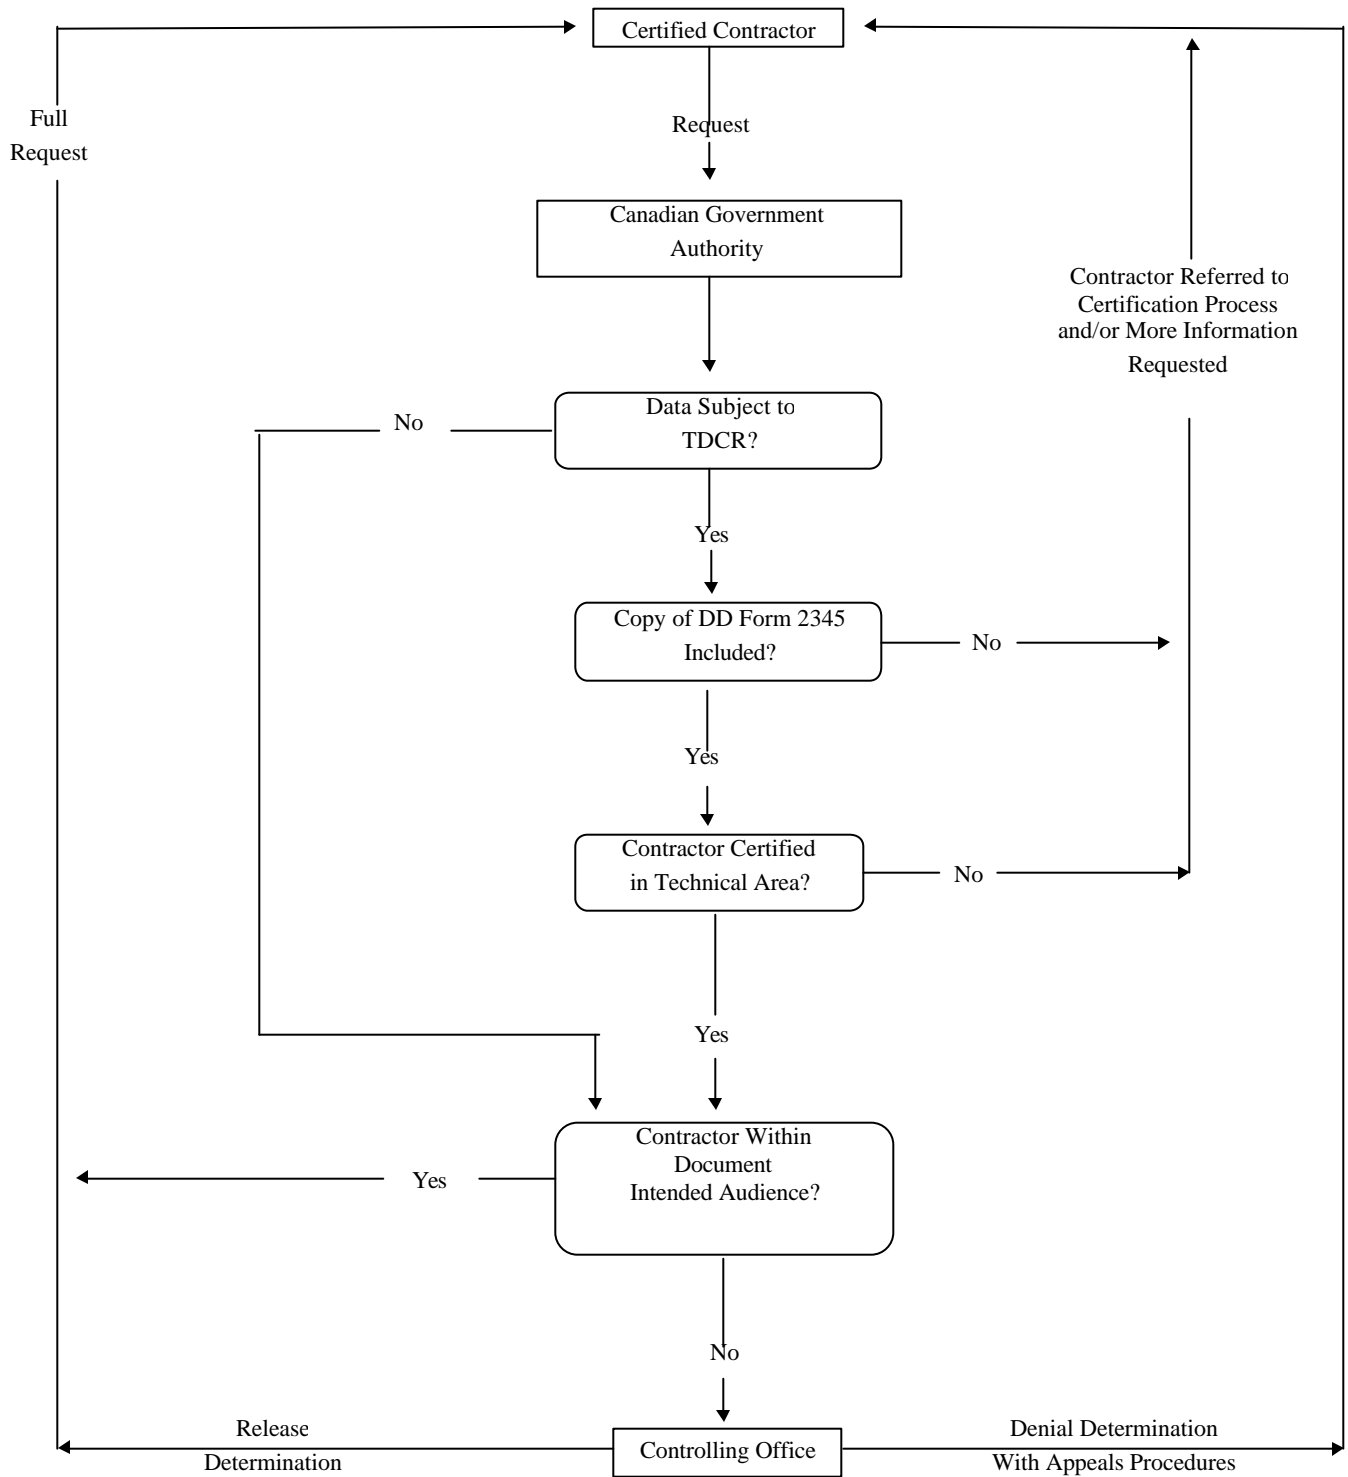 Certified Contractor
Full
Request
Request
Canadian Government
Authority
Contractor Referred to
Certification Process
and/or More Information
Requested
Data Subject to
TDCR?
No
Yes
Copy of DD Form 2345
Included?
No
Yes
Contractor Certified
in Technical Area?
No
Yes
Contractor Within
Document
Intended Audience?
Yes
No
Release
Determination
Controlling Office
Denial Determination
With Appeals Procedures